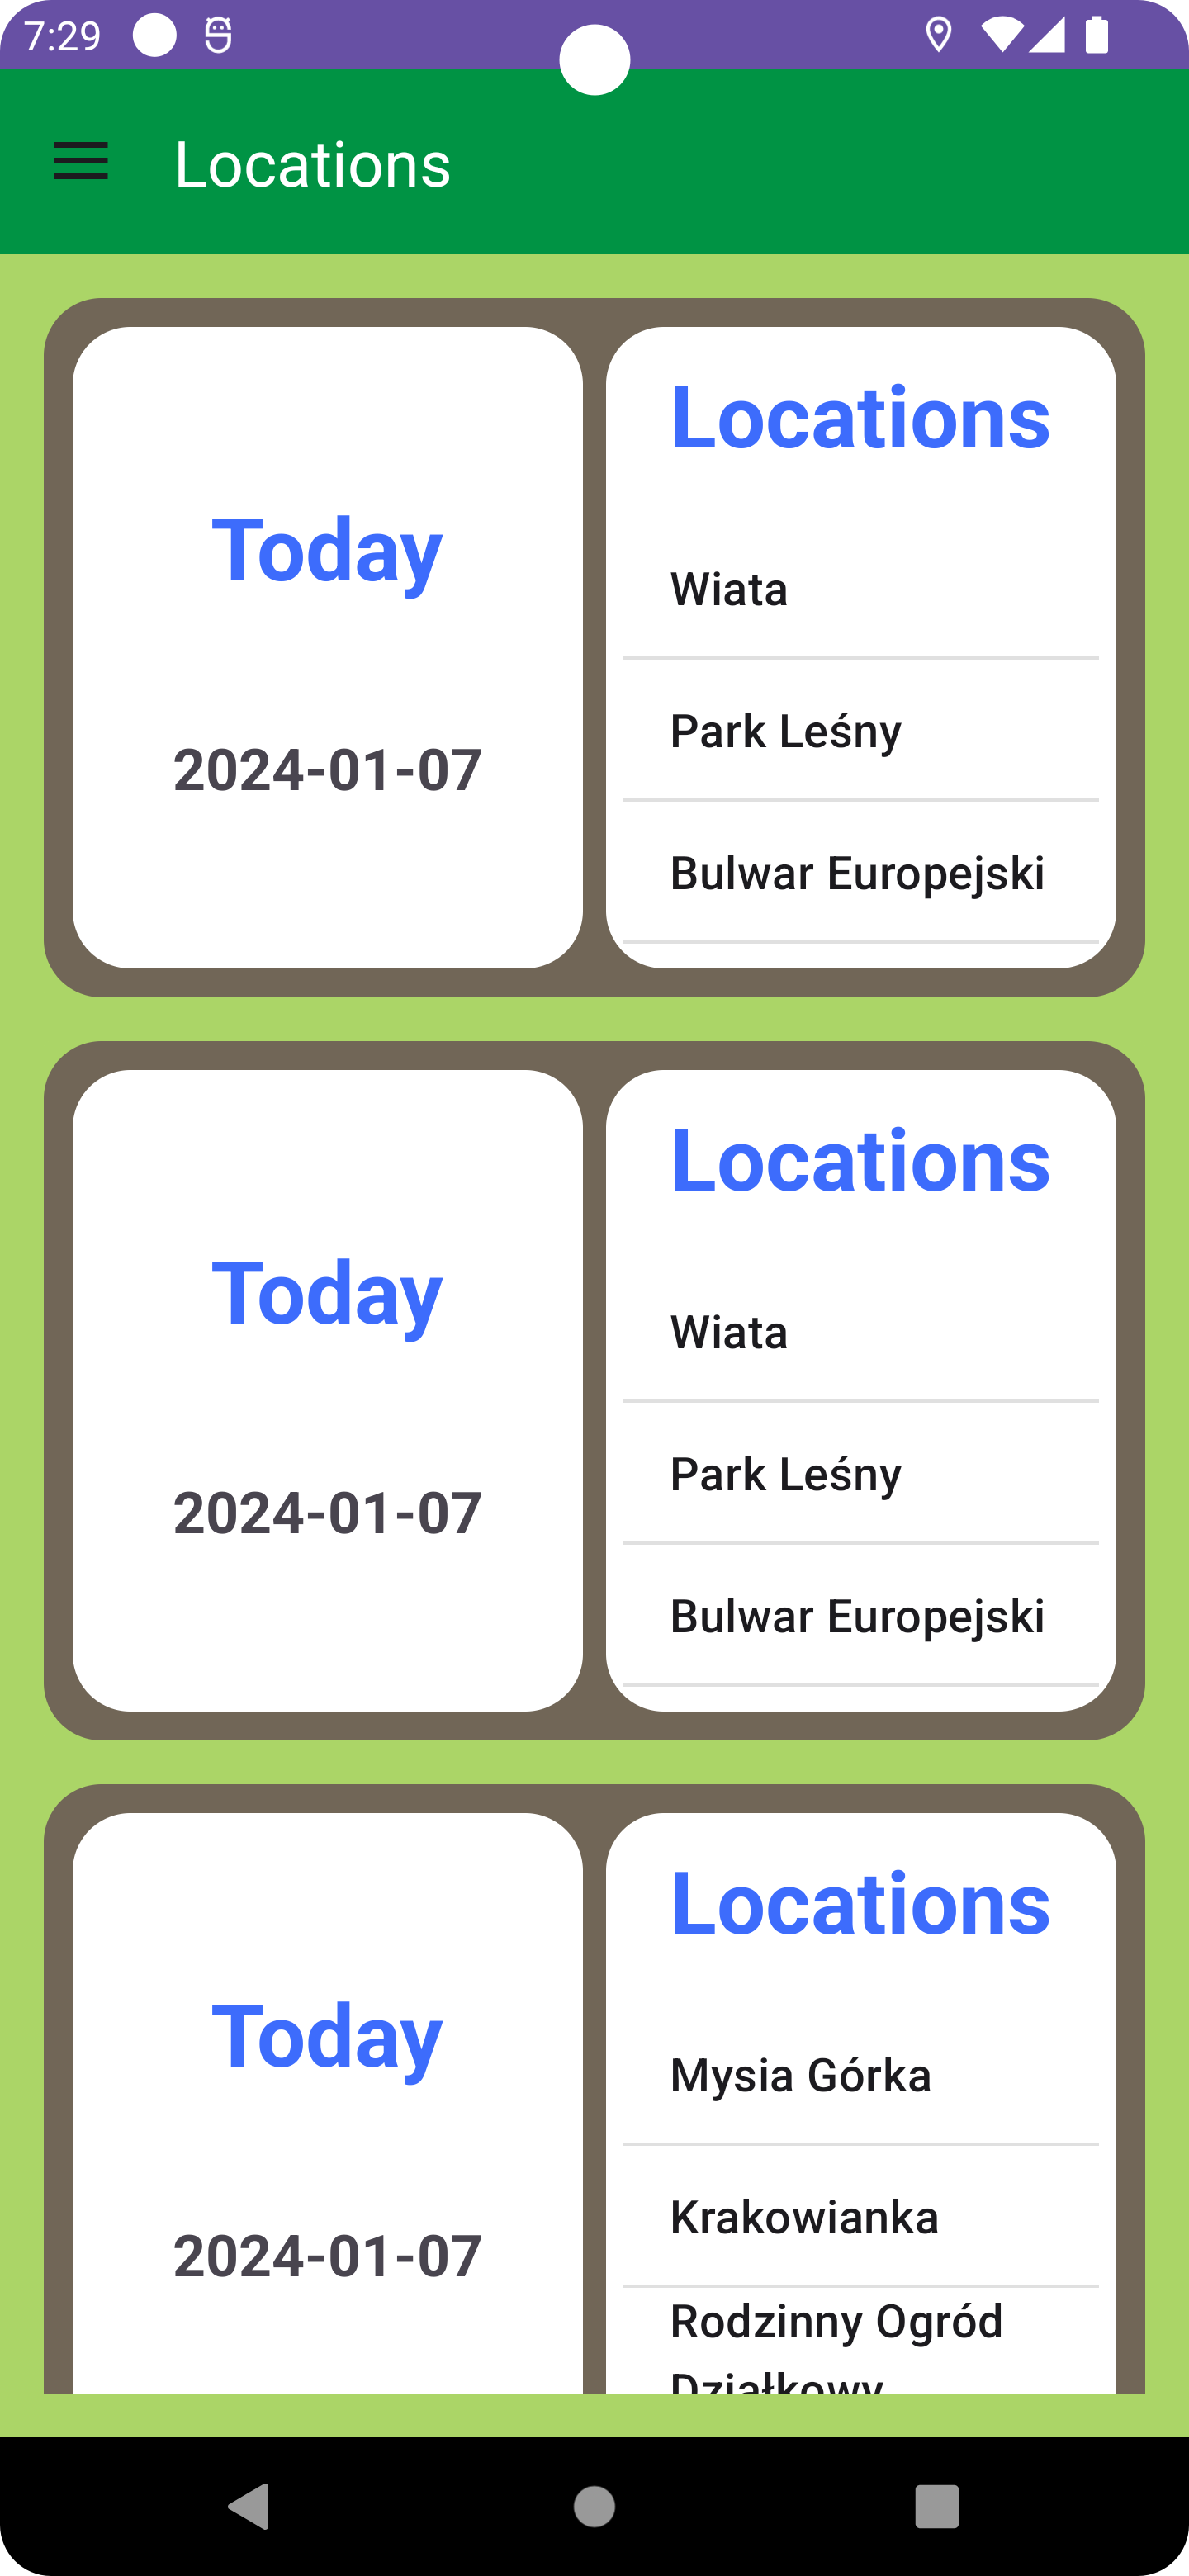 7:29
Locations
Today
2024-01-07
Locations
Wiata
Park Leśny
Bulwar Europejski
Today
2024-01-07
Locations
Wiata
Park Leśny
Bulwar Europejski
Today
2024-01-07
Locations
Mysia Górka
Krakowianka
Rodzinny Ogród
Działkowy